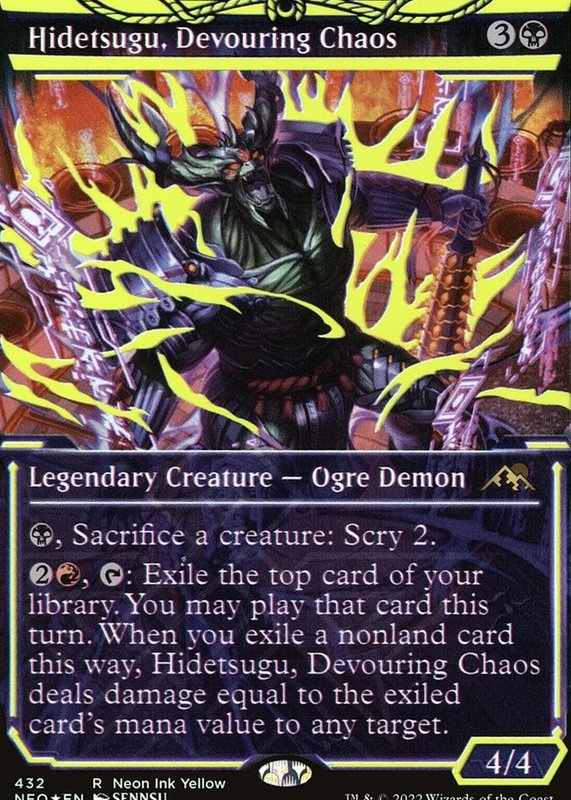 Hidetsugu, Devouring Chaos 3
Legendary Creature — Ogre Demon
, Sacrifice a creature: Scry 2.
2, : Exile the top card of your
library. You may play that card this
turn. When you exile a nonland card
this way, Hidetsugu, Devouring Chaos
deals damage equal to the exiled
card's mana value to any target.
4/4
432 R Neon Ink Yellow
NEO★EN SENNSU ™ & © 2022 Wizards of the Coast